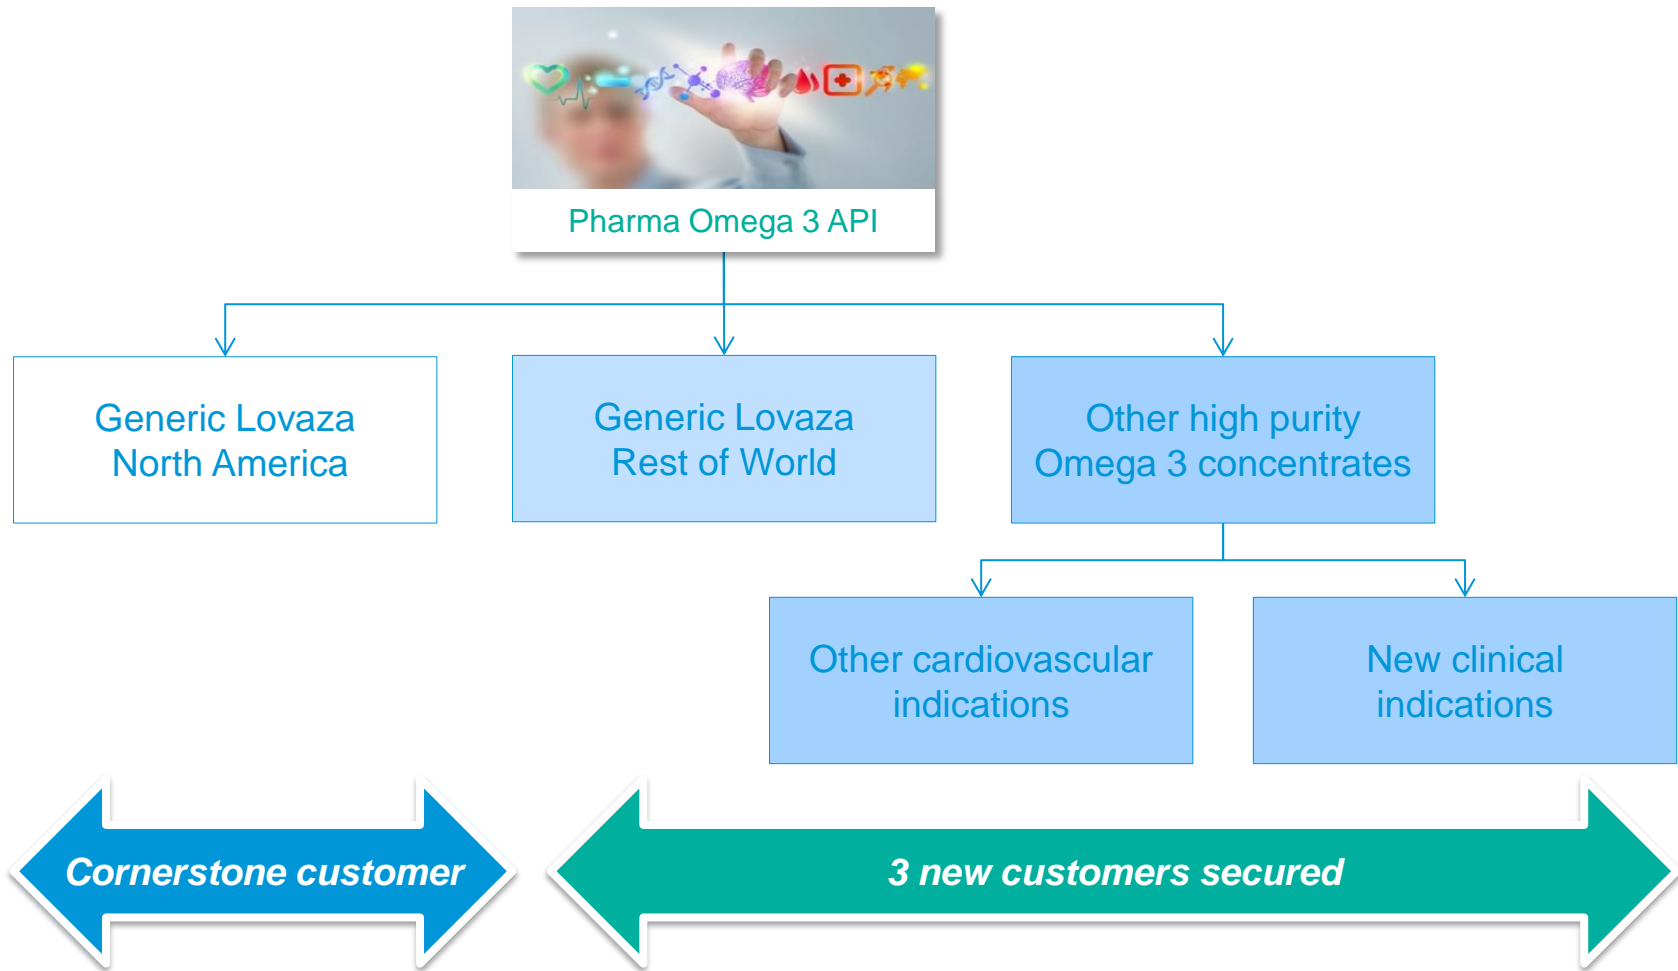 Pharma Omega 3 API
Generic Lovaza
North America
Generic Lovaza
Rest of World
Other high purity
Omega 3 concentrates
Other cardiovascular
indications
New clinical
indications
Cornerstone customer
3 new customers secured